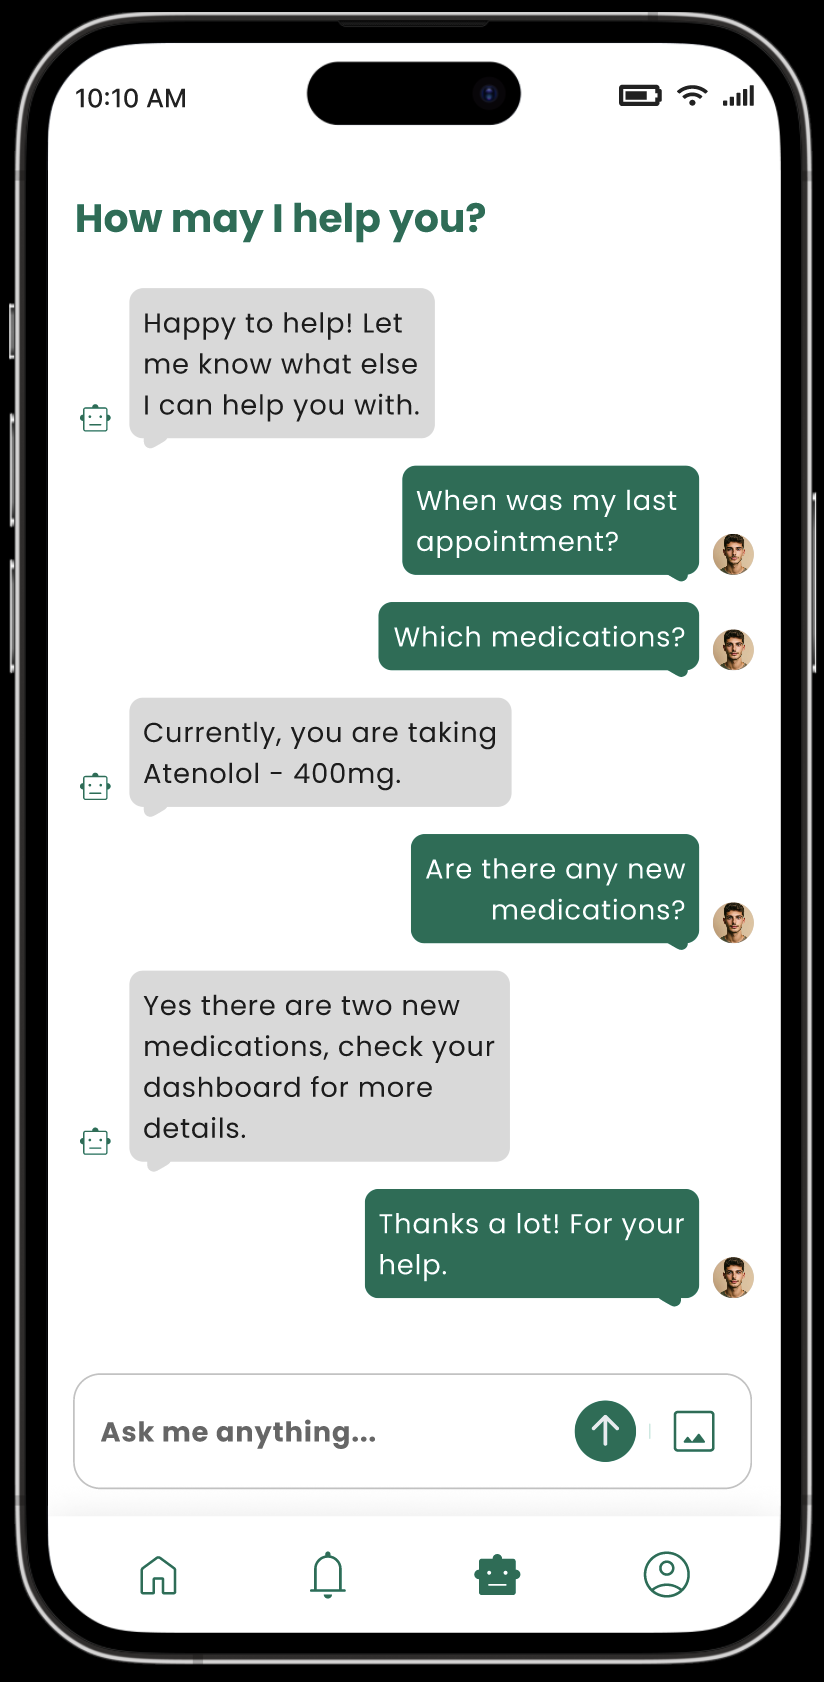 10:10 AM
How may I help you?
Happy to help! Let
me know what else
I can help you with.
When was my last
appointment?
Which medications?
Currently, you are taking
Atenolol - 400mg.
Are there any new
medications?
Yes there are two new
medications, check your
dashboard for more
details.
Thanks a lot! For your
help.
Ask me anything...